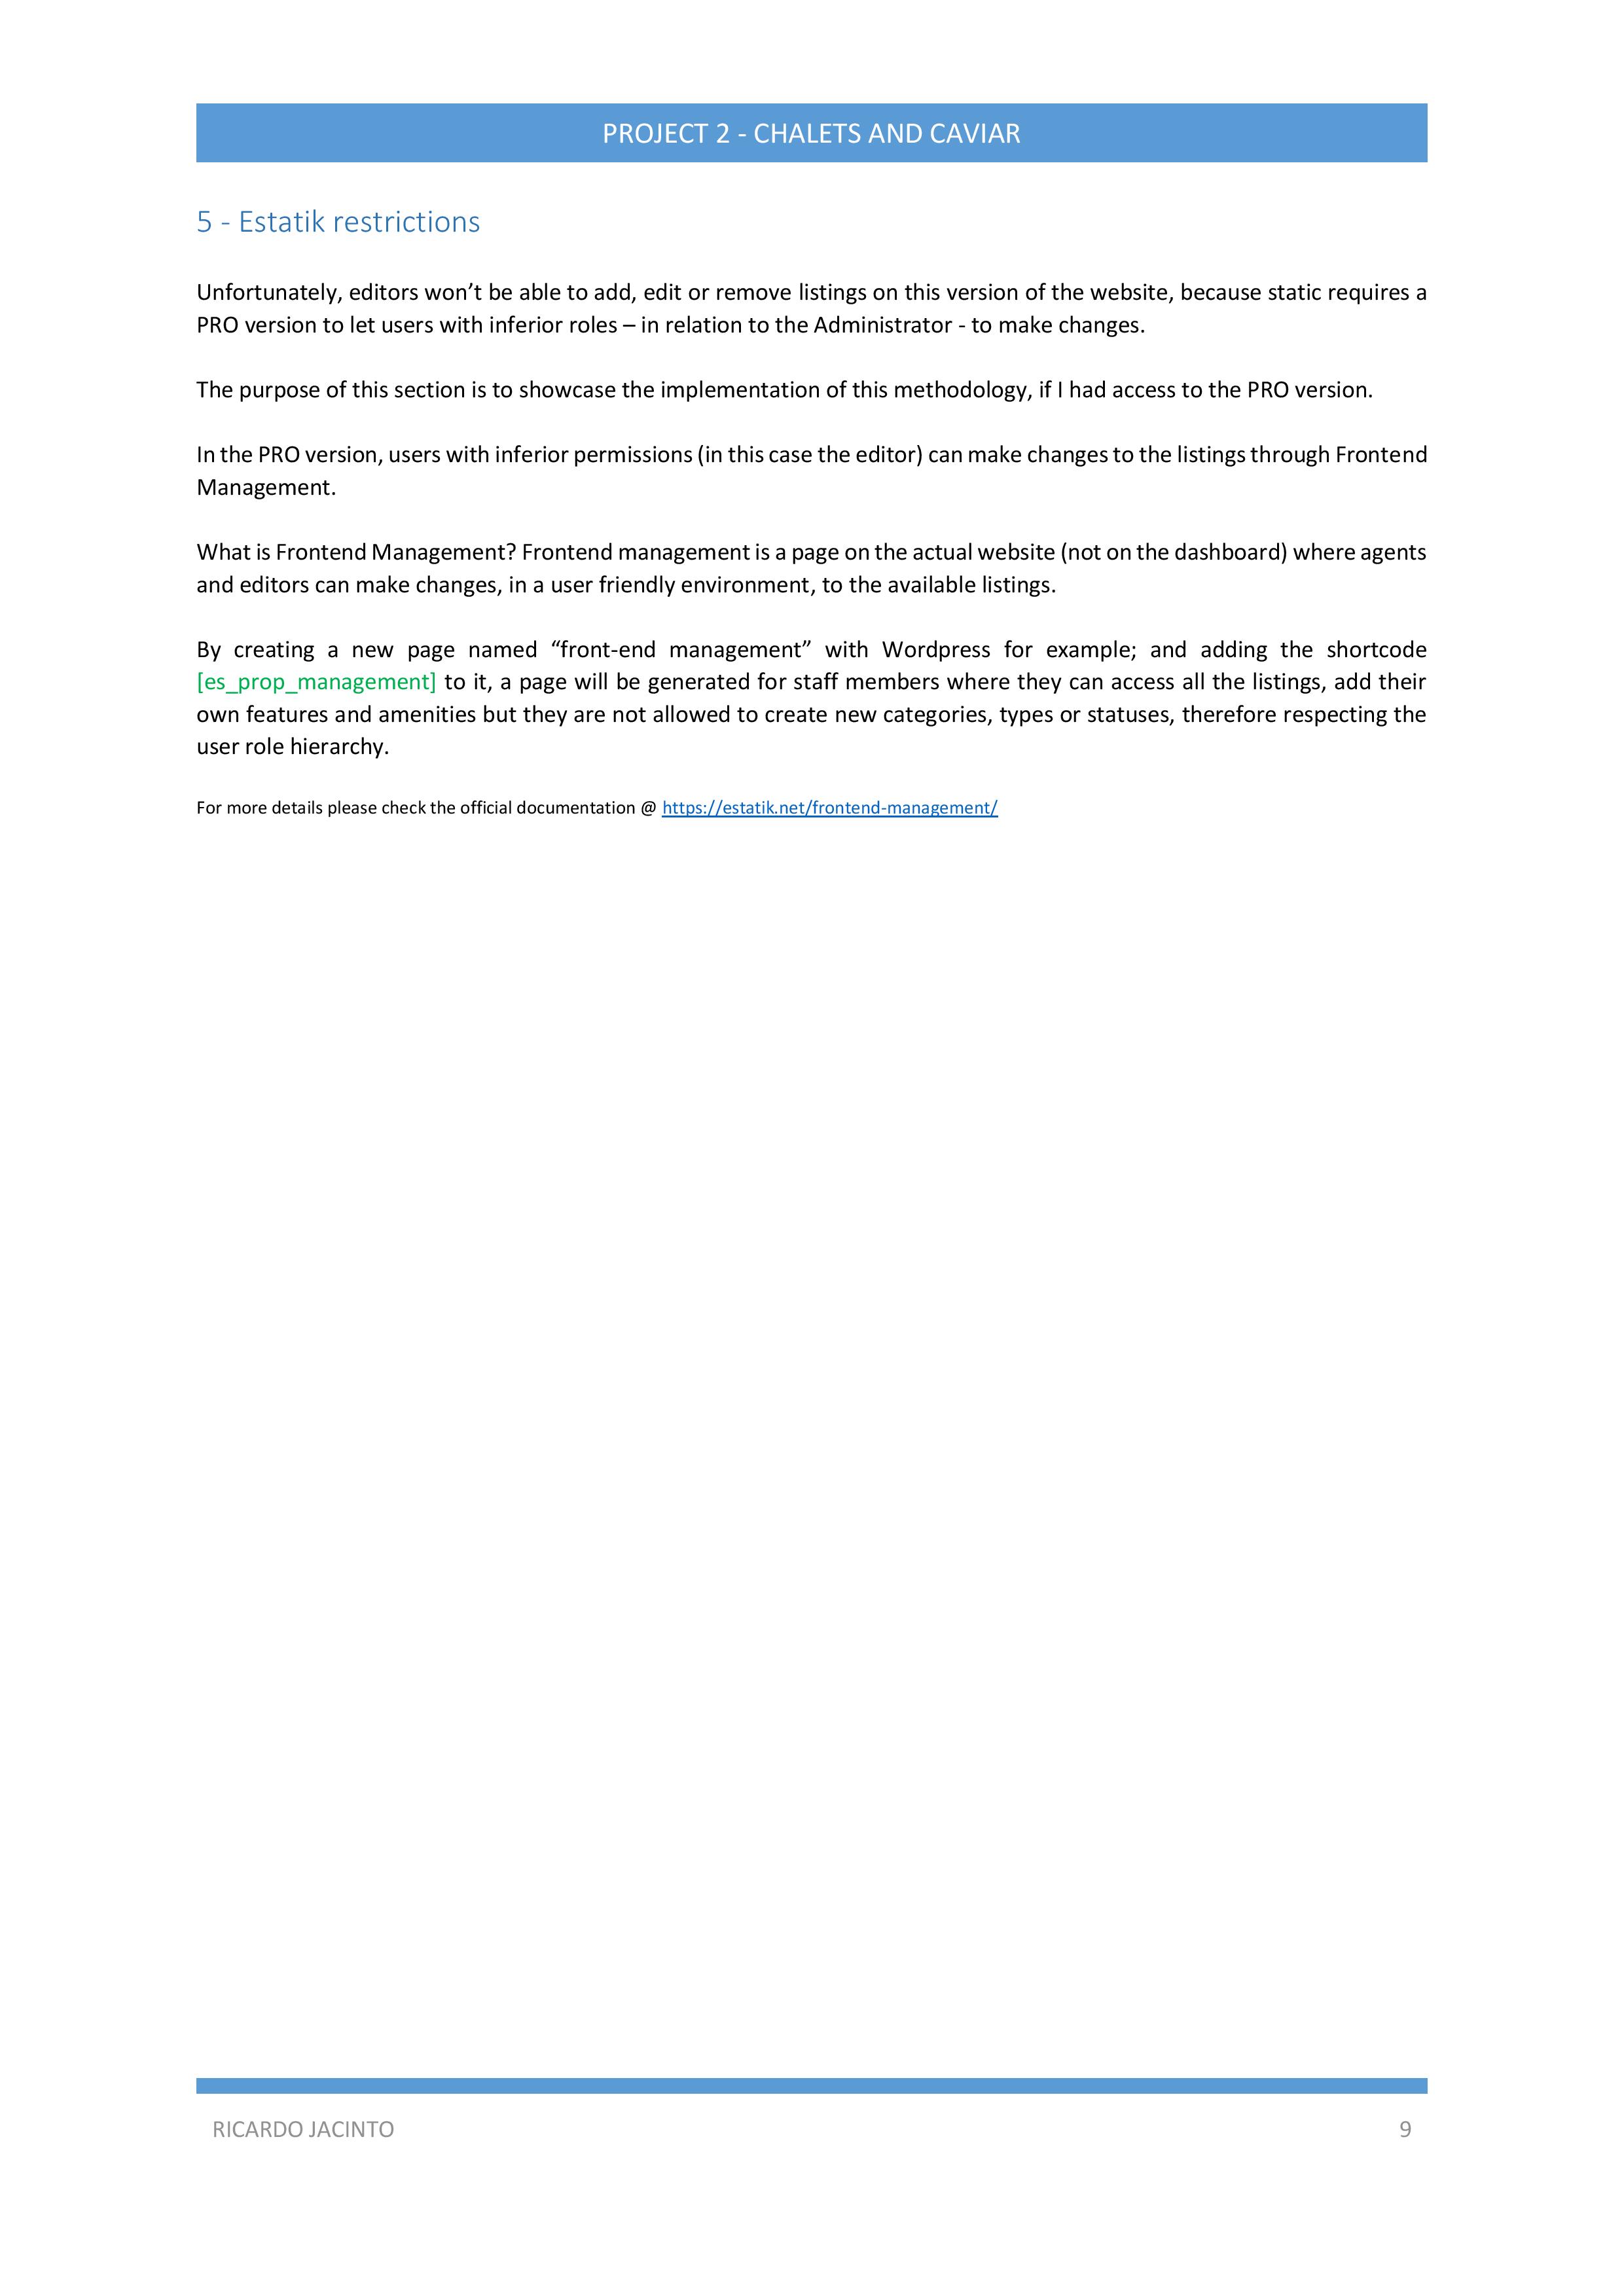 PROJECT 2 - CHALETS AND CAVIAR
5 - Estatik restrictions
Unfortunately, editors won’t be able to add, edit or remove listings on this version of the website, because static requires a
PRO version to let users with inferior roles – in relation to the Administrator - to make changes.
The purpose of this section is to showcase the implementation of this methodology, if I had access to the PRO version.
In the PRO version, users with inferior permissions (in this case the editor) can make changes to the listings through Frontend
Management.
What is Frontend Management? Frontend management is a page on the actual website (not on the dashboard) where agents
and editors can make changes, in a user friendly environment, to the available listings.
By creating a new page named “front-end management” with Wordpress for example; and adding the shortcode
[es_prop_management] to it, a page will be generated for staff members where they can access all the listings, add their
own features and amenities but they are not allowed to create new categories, types or statuses, therefore respecting the
user role hierarchy.
For more details please check the official documentation @ https://estatik.net/frontend-management/
RICARDO JACINTO 9